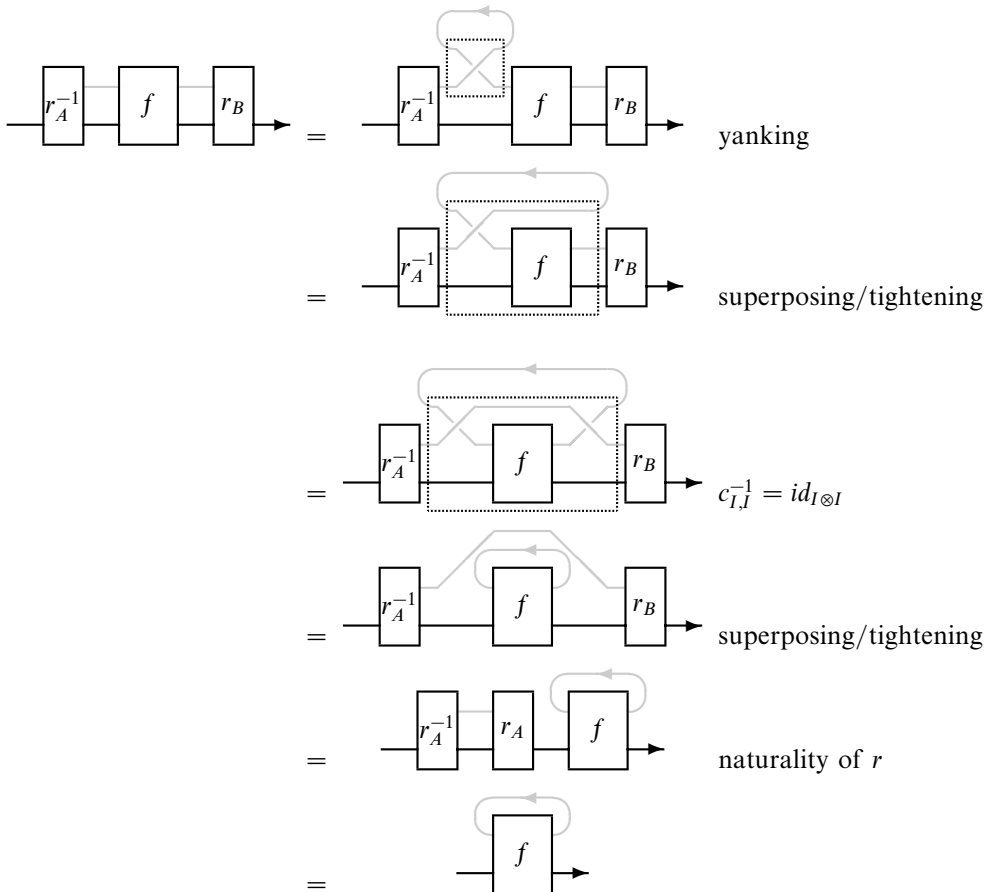 r_A^{-1} f r_B = r_A^{-1} f r_B yanking
= r_A^{-1} f r_B superposing/tightening
= r_A^{-1} f r_B c_{I,I}^{-1} = id_{I⊗I}
= r_A^{-1} f r_B superposing/tightening
= r_A^{-1} r_A f naturality of r
= f